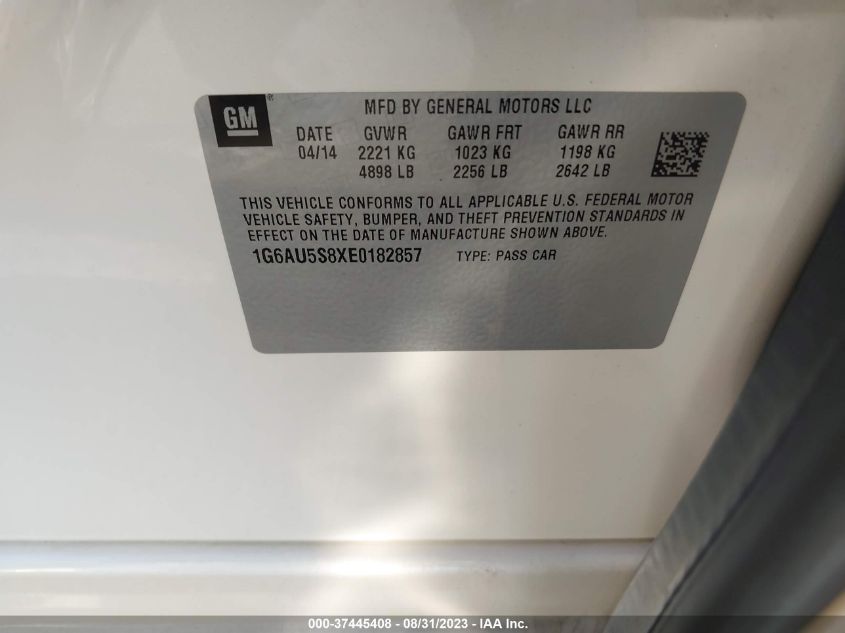 GM®
MFD BY GENERAL MOTORS LLC
DATE GVWR GAWR FRT GAWR RR
04/14 2221 KG 1023 KG 1198 KG
4898 LB 2256 LB 2642 LB
THIS VEHICLE CONFORMS TO ALL APPLICABLE U.S. FEDERAL MOTOR
VEHICLE SAFETY, BUMPER, AND THEFT PREVENTION STANDARDS IN
EFFECT ON THE DATE OF MANUFACTURE SHOWN ABOVE.
1G6AU5S8XE0182857 TYPE: PASS CAR
000-37445408 - 08/31/2023 - IAA Inc.